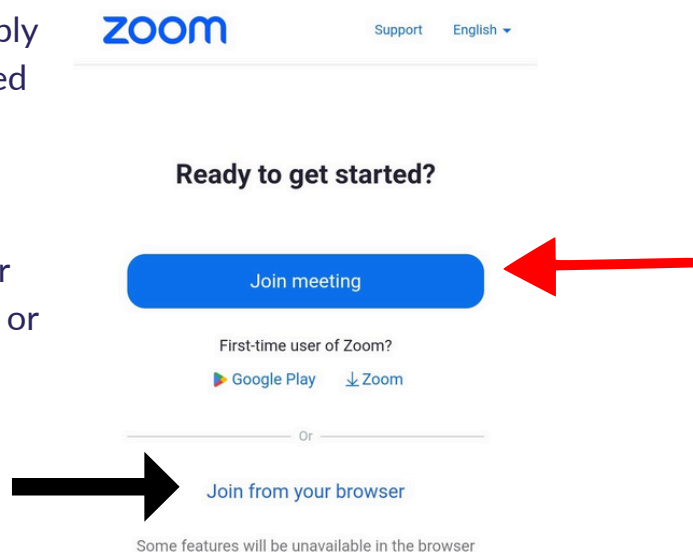 zoom
Support English
Ready to get started?
Join meeting
or
First-time user of Zoom?
Google Play Zoom
Or
Join from your browser
Some features will be unavailable in the browser